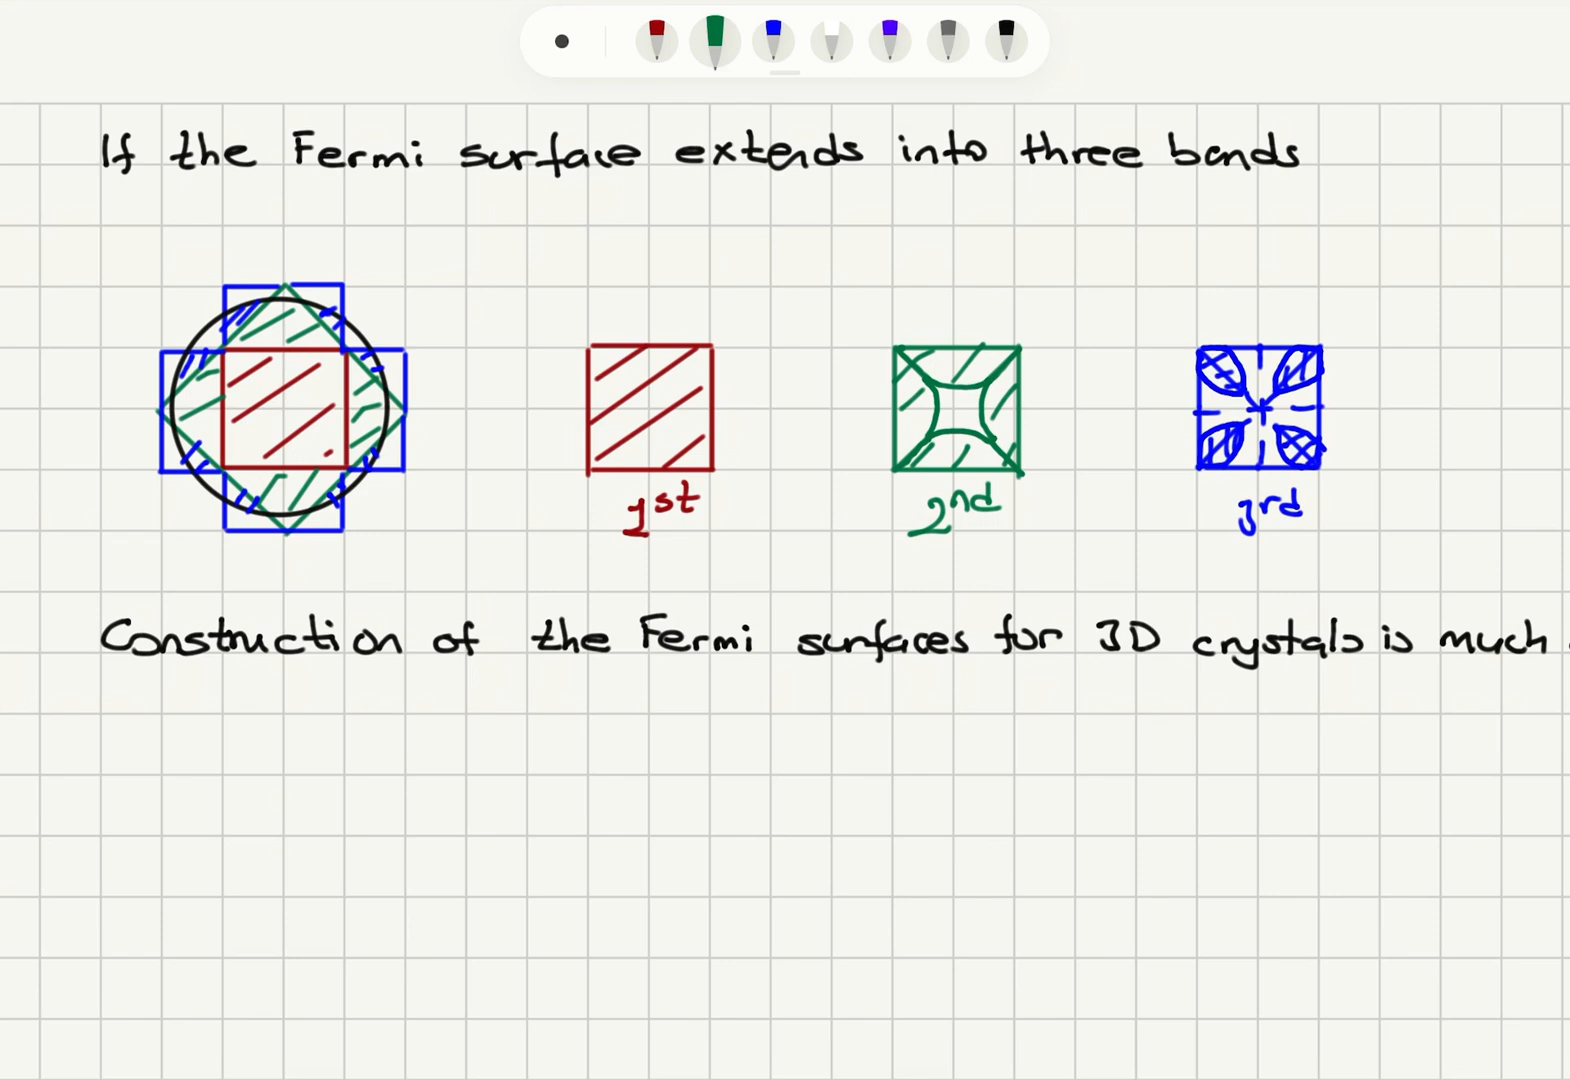 If the Fermi surface extends into three bands
1st 2nd 3rd
Construction of the Fermi surfaces for 3D crystals is much